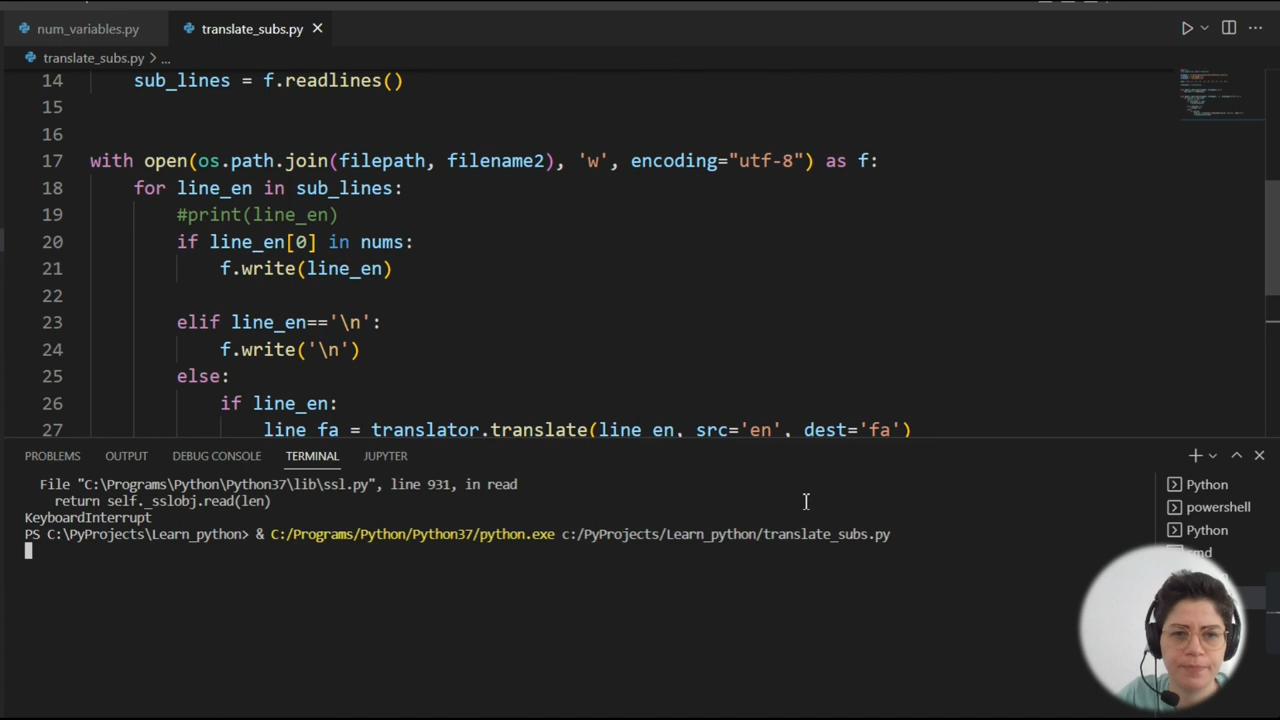 num_variables.py
translate_subs.py
translate_subs.py > ...
14 sub_lines = f.readlines()
15
16
17 with open(os.path.join(filepath, filename2), 'w', encoding="utf-8") as f:
18 for line_en in sub_lines:
19 #print(line_en)
20 if line_en[0] in nums:
21 f.write(line_en)
22
23 elif line_en=='\n':
24 f.write('\n')
25 else:
26 if line_en:
27 line_fa = translator.translate(line_en, src='en', dest='fa')
PROBLEMS OUTPUT DEBUG CONSOLE TERMINAL JUPYTER
File "C:\Programs\Python\Python37\lib\ssl.py", line 931, in read
return self._sslobj.read(len)
KeyboardInterrupt
PS C:\PyProjects\Learn_python> & C:/Programs/Python/Python37/python.exe c:/PyProjects/Learn_python/translate_subs.py
Python
powershell
Python
cmd